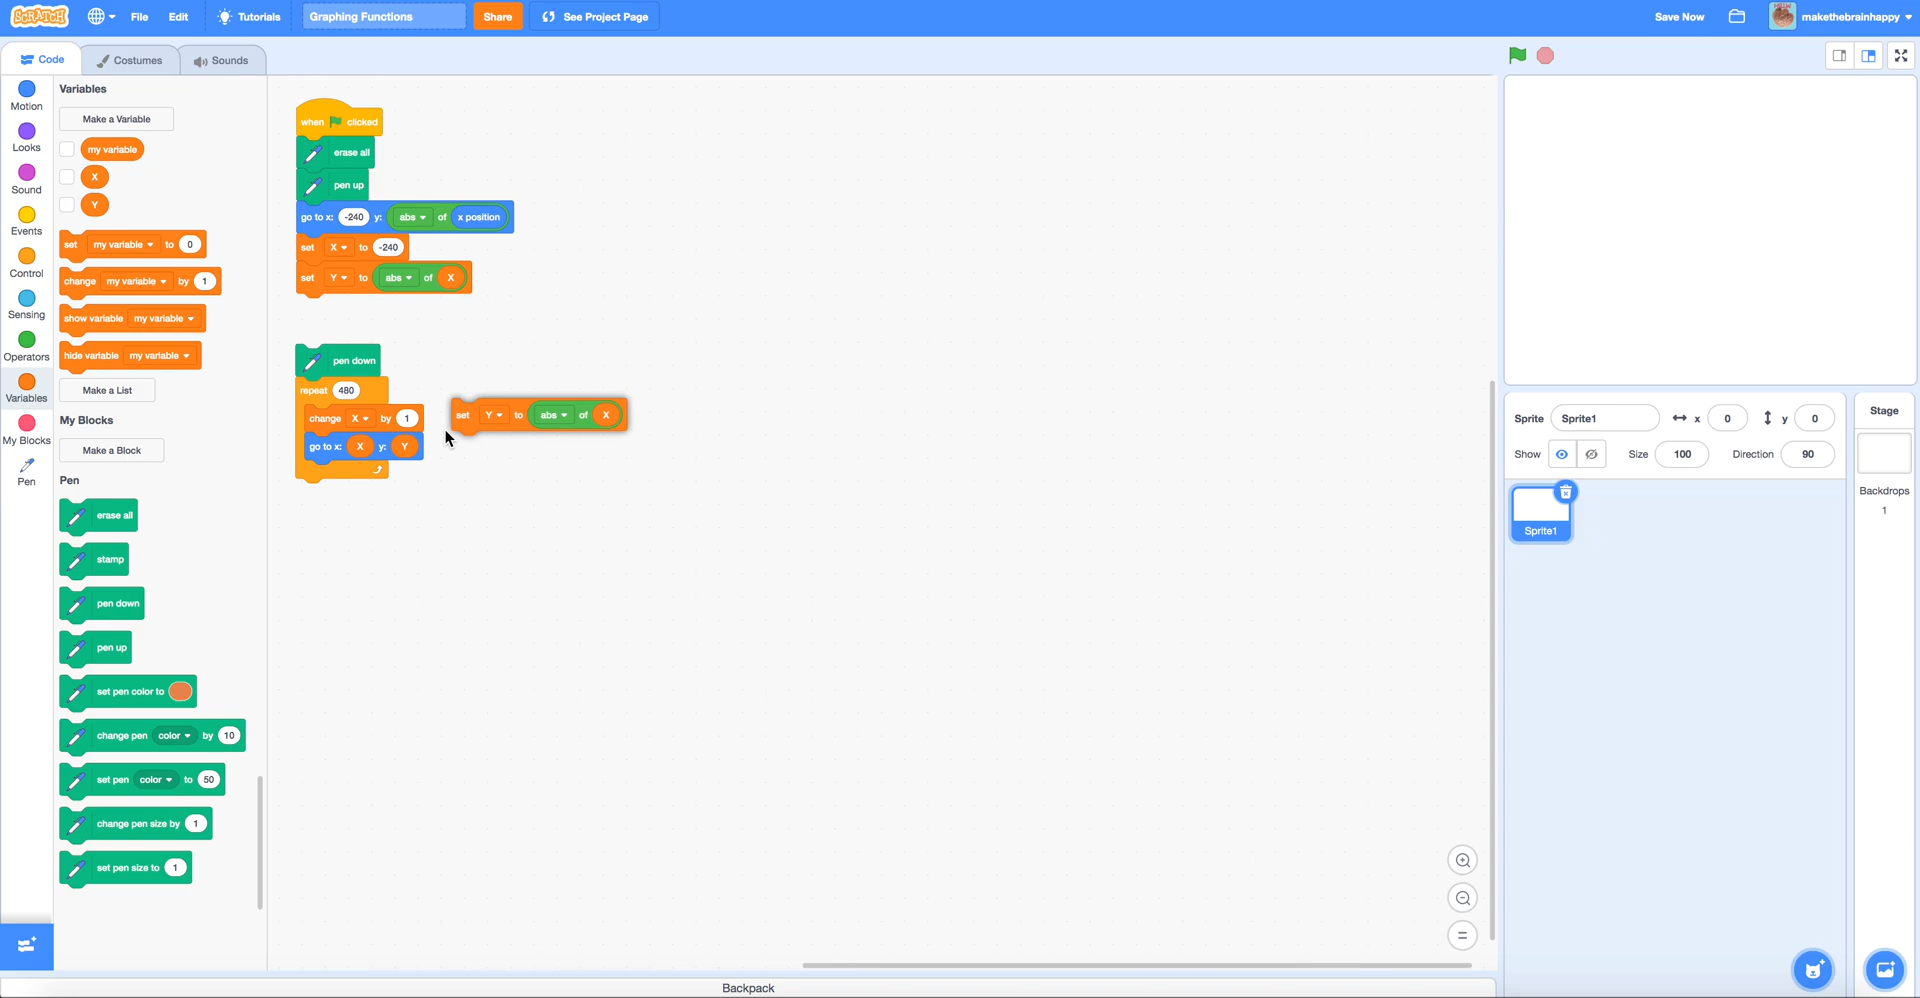 SCRATCH File Edit Tutorials Graphing Functions Share See Project Page Save Now makethebrainhappy
Code Costumes Sounds
Motion
Looks
Sound
Events
Control
Sensing
Operators
Variables
My Blocks
Pen
Variables
Make a Variable
my variable
X
Y
set my variable to 0
change my variable by 1
show variable my variable
hide variable my variable
Make a List
My Blocks
Make a Block
Pen
erase all
stamp
pen down
pen up
set pen color to
change pen color by 10
set pen color to 50
change pen size by 1
set pen size to 1
when clicked
erase all
pen up
go to x: -240 y: abs of x position
set X to -240
set Y to abs of X
pen down
repeat 480
change X by 1
go to x: X y: Y
set Y to abs of X
Backpack
Sprite Sprite1 x 0 y 0
Show Size 100 Direction 90
Sprite1
Stage
Backdrops
1